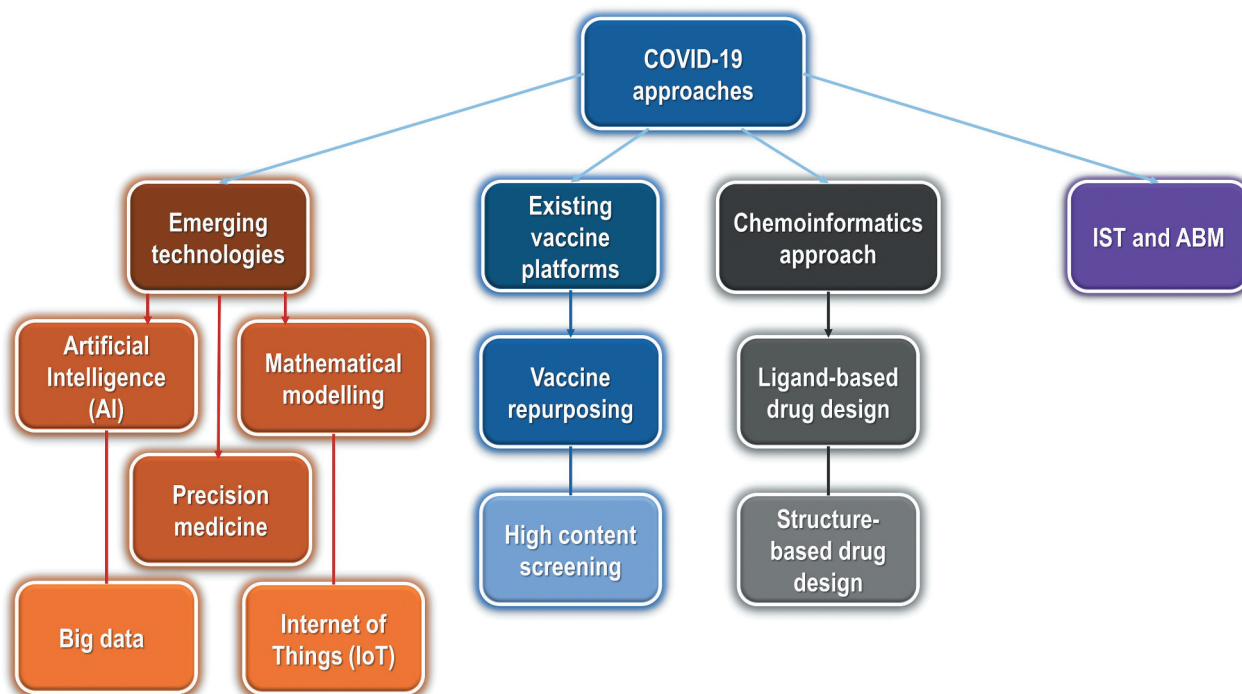 COVID-19
approaches
Emerging
technologies
Existing
vaccine
platforms
Chemoinformatics
approach
IST and ABM
Artificial
Intelligence
(AI)
Mathematical
modelling
Vaccine
repurposing
Ligand-based
drug design
Precision
medicine
High content
screening
Structure-
based drug
design
Big data
Internet of
Things (IoT)